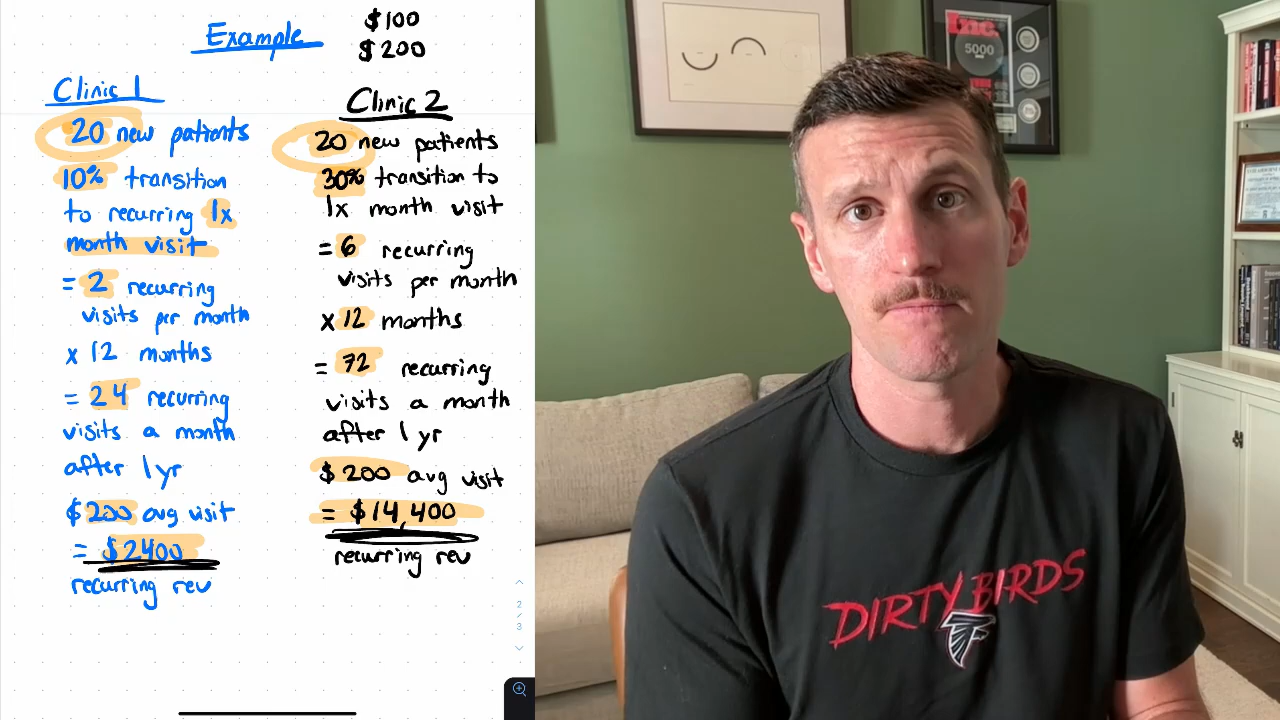 Example
$100
$200
Clinic 1
20 new patients
10% transition
to recurring 1x
month visit
= 2 recurring
visits per month
x 12 months
= 24 recurring
visits a month
after 1 yr
$200 avg visit
= $2400
recurring rev
Clinic 2
20 new patients
30% transition to
1x month visit
= 6 recurring
visits per month
x 12 months
= 72 recurring
visits a month
after 1 yr
$200 avg visit
= $14,400
recurring rev
2
/
3
Inc.
5000
DIRTY BIRDS